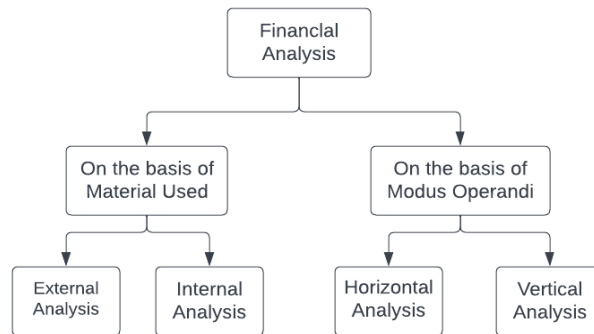 Financlal
Analysis
On the basis of
Material Used
On the basis of
Modus Operandi
External
Analysis
Internal
Analysis
Horizontal
Analysis
Vertical
Analysis